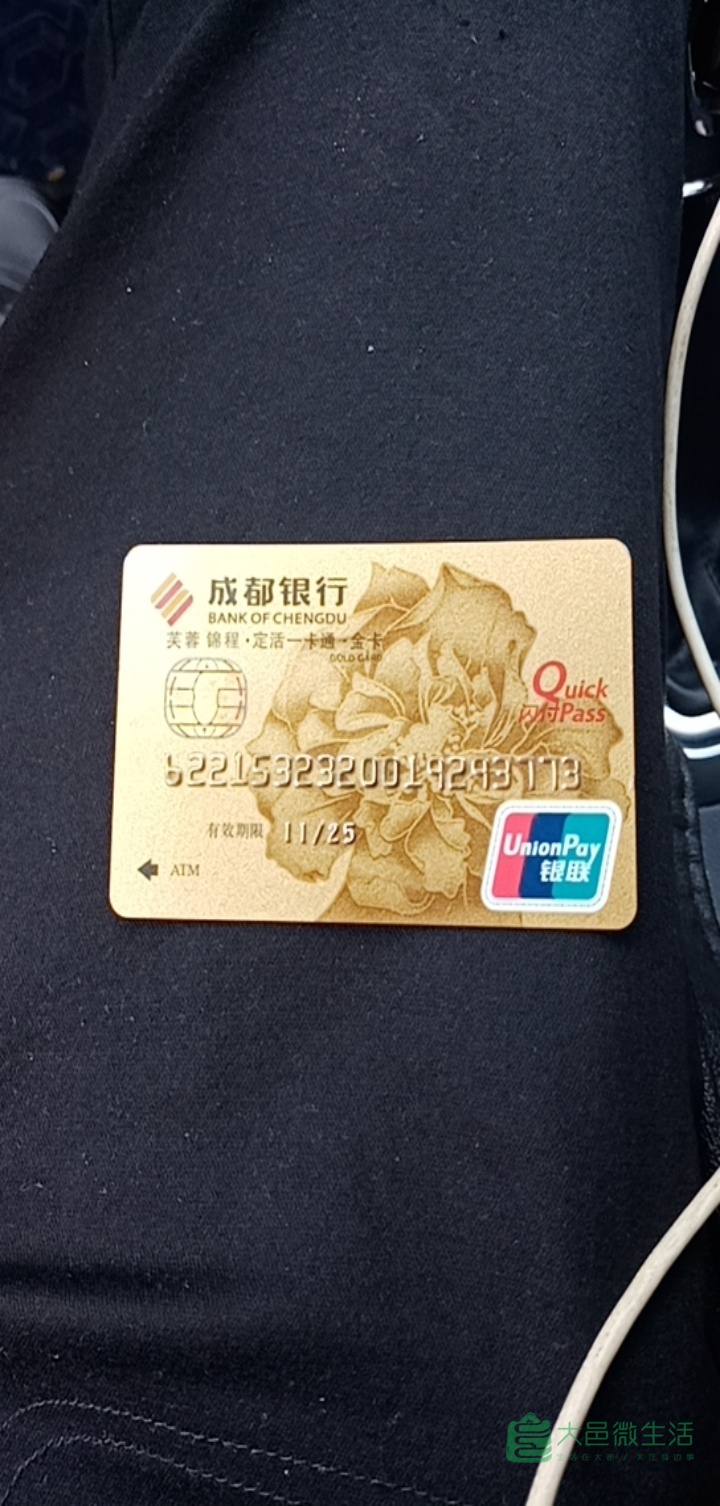 成都银行
BANK OF CHENGDU
芙蓉 锦程·定活一卡通·金卡
GOLD CARD
Quick
闪付Pass
6221532320019293773
有效期限 11/25
ATM
UnionPay
银联
大邑微生活